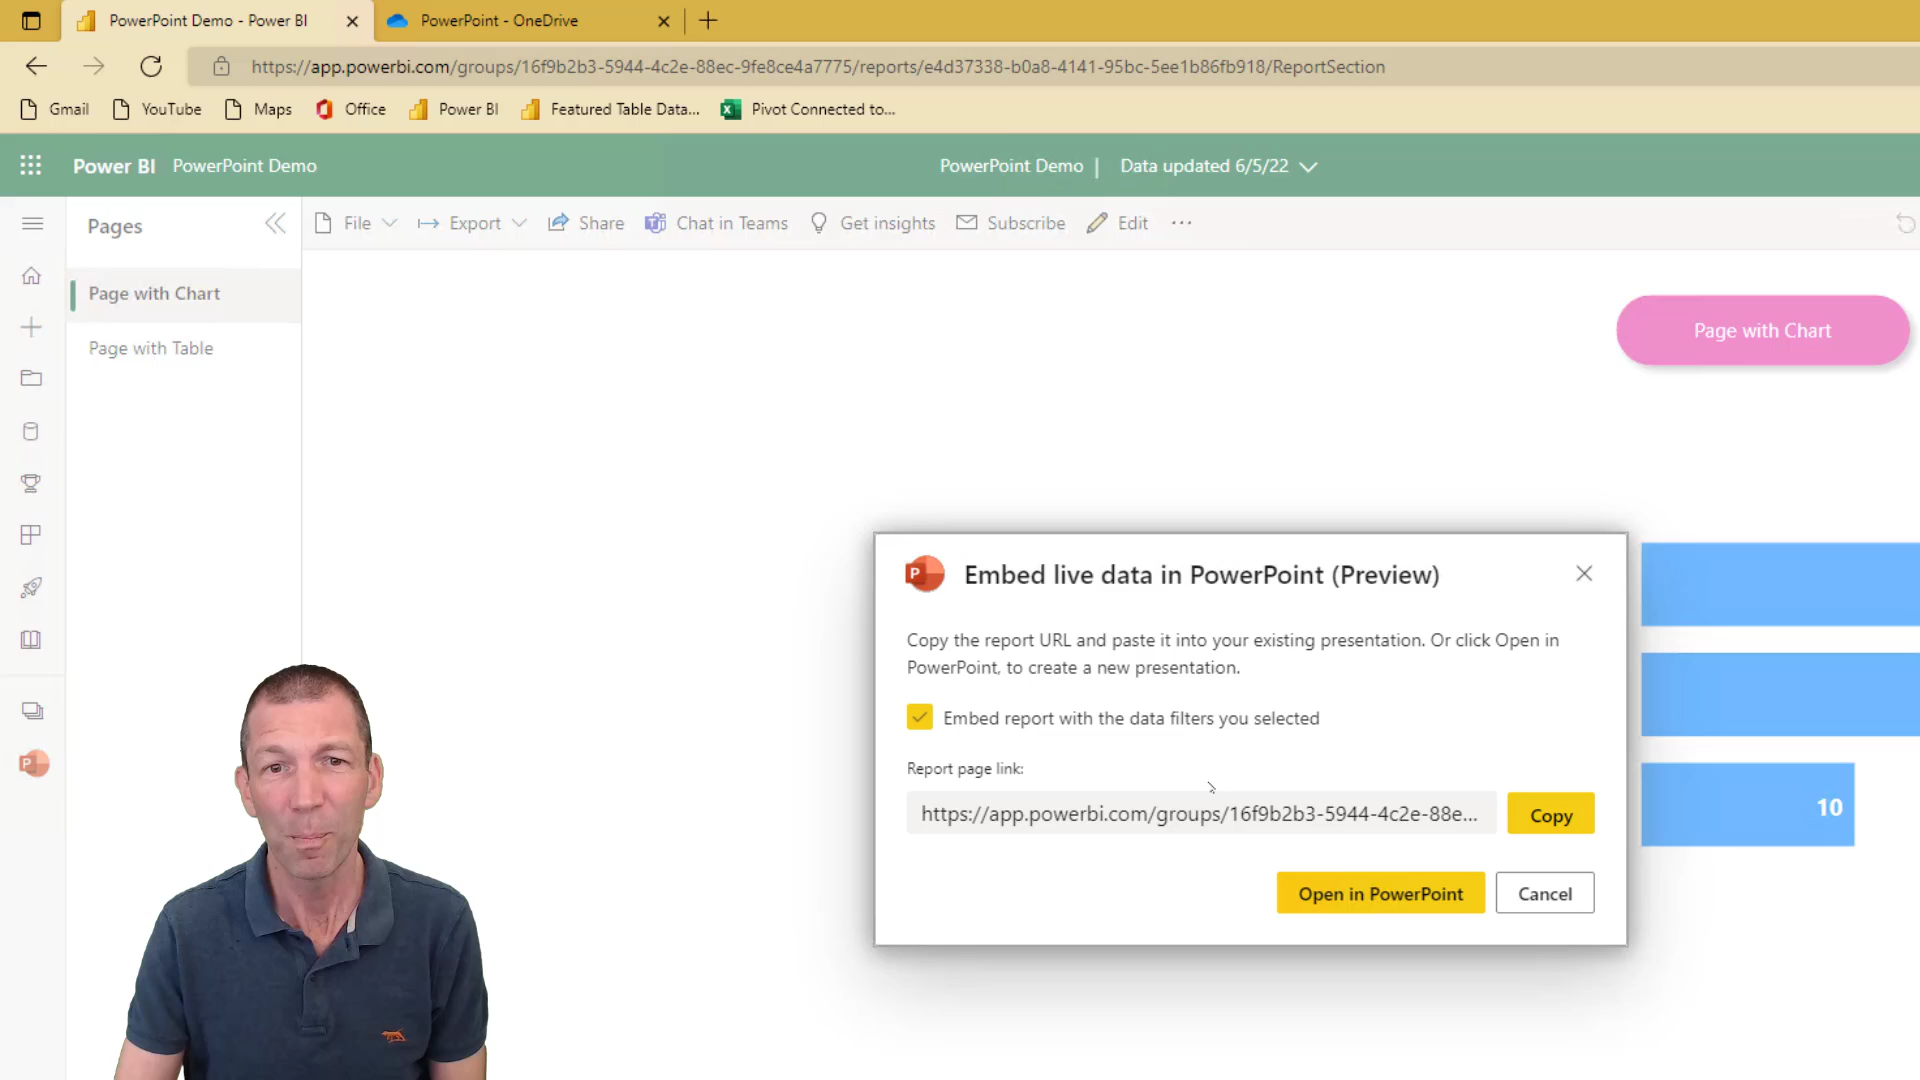 PowerPoint Demo - Power BI
PowerPoint - OneDrive
https://app.powerbi.com/groups/16f9b2b3-5944-4c2e-88ec-9fe8ce4a7775/reports/e4d37338-b0a8-4141-95bc-5ee1b86fb918/ReportSection
Gmail YouTube Maps Office Power BI Featured Table Data... Pivot Connected to...
Power BI PowerPoint Demo PowerPoint Demo | Data updated 6/5/22
Pages
File Export Share Chat in Teams Get insights Subscribe Edit ...
Page with Chart
Page with Table
Page with Chart
P Embed live data in PowerPoint (Preview)
Copy the report URL and paste it into your existing presentation. Or click Open in
PowerPoint, to create a new presentation.
Embed report with the data filters you selected
Report page link:
https://app.powerbi.com/groups/16f9b2b3-5944-4c2e-88e... Copy
10
Open in PowerPoint Cancel
P